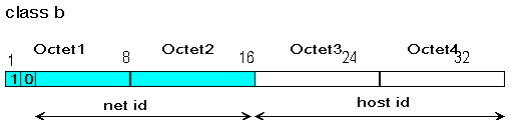 class b
Octet1 Octet2 Octet3 Octet4
1 8 16 24 32
1 0
net id host id